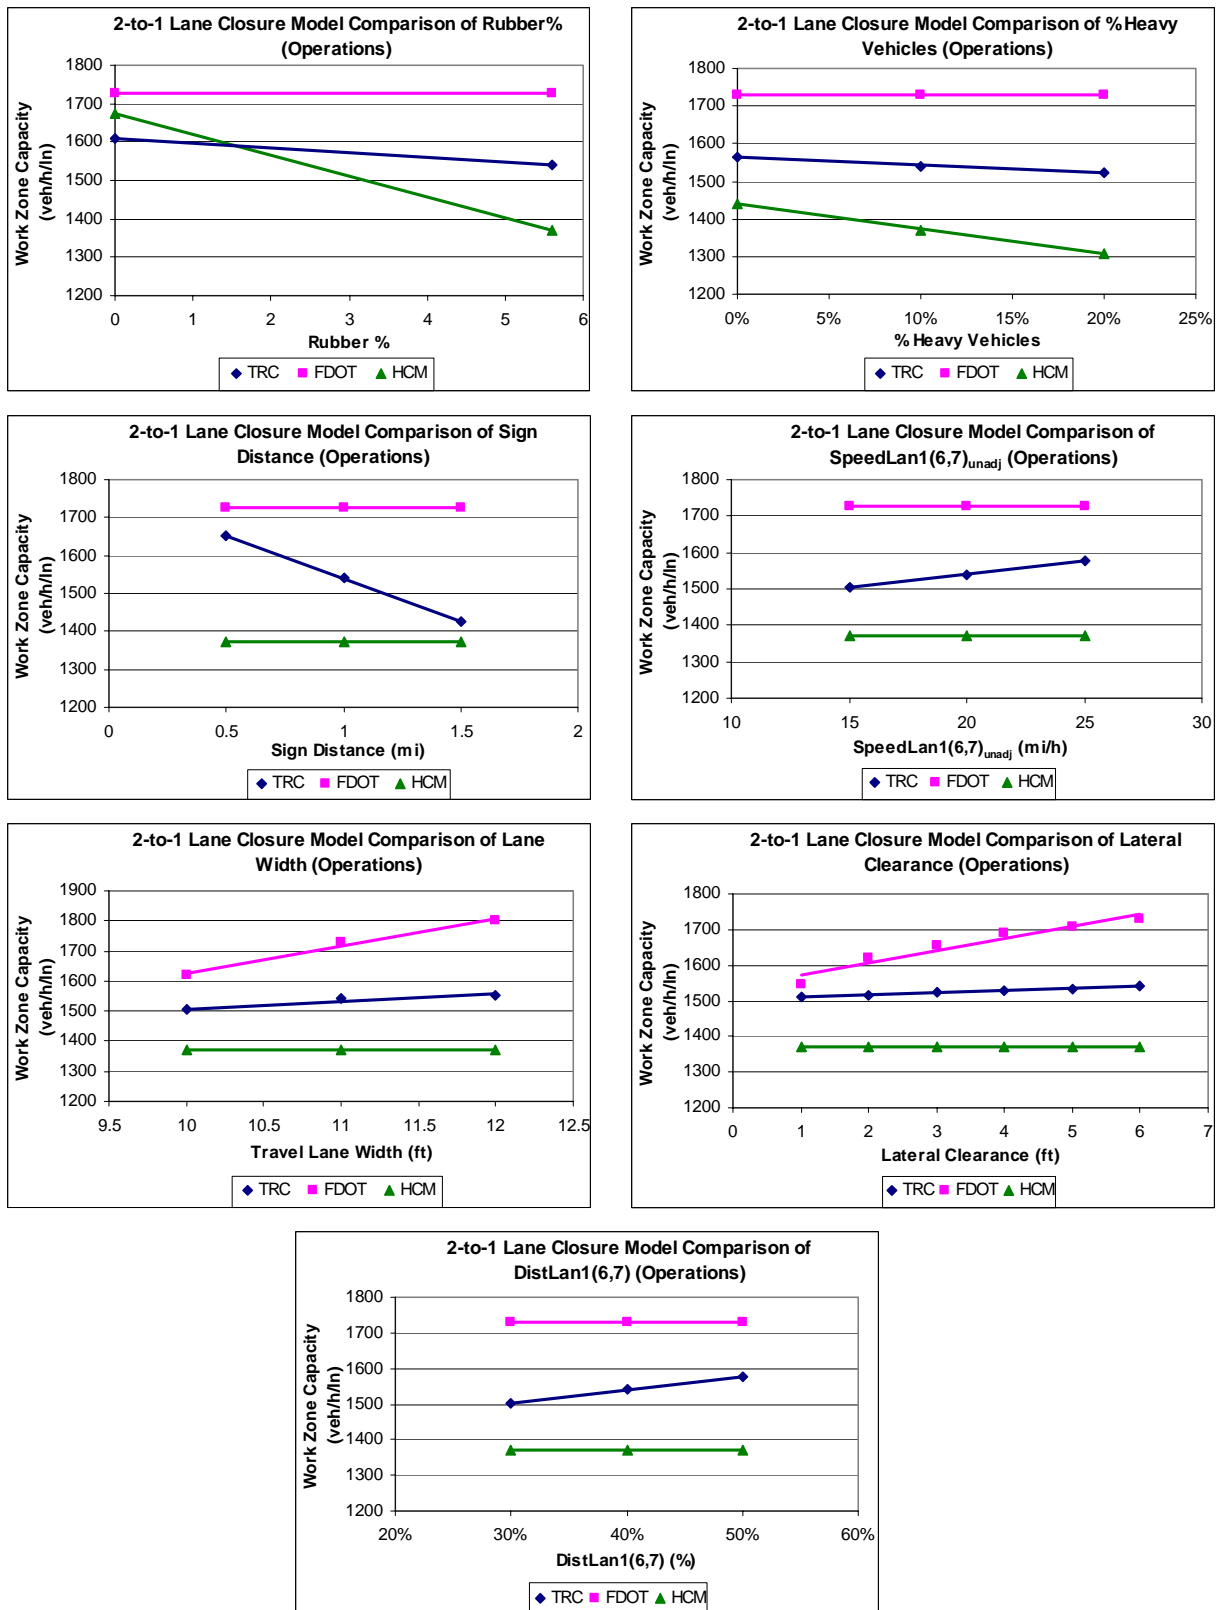 2-to-1 Lane Closure Model Comparison of Rubber%
(Operations)
Work Zone Capacity
(veh/h/ln)
1800
1700
1600
1500
1400
1300
1200
0 1 2 3 4 5 6
Rubber %
TRC FDOT HCM
2-to-1 Lane Closure Model Comparison of %Heavy
Vehicles (Operations)
Work Zone Capacity
(veh/h/ln)
1800
1700
1600
1500
1400
1300
1200
0% 5% 10% 15% 20% 25%
%Heavy Vehicles
TRC FDOT HCM
2-to-1 Lane Closure Model Comparison of Sign
Distance (Operations)
Work Zone Capacity
(veh/h/ln)
1800
1700
1600
1500
1400
1300
1200
0 0.5 1 1.5 2
Sign Distance (mi)
TRC FDOT HCM
2-to-1 Lane Closure Model Comparison of
SpeedLan1(6,7)unadj (Operations)
Work Zone Capacity
(veh/h/ln)
1800
1700
1600
1500
1400
1300
1200
10 15 20 25 30
SpeedLan1(6,7)unadj (mi/h)
TRC FDOT HCM
2-to-1 Lane Closure Model Comparison of Lane
Width (Operations)
Work Zone Capacity
(veh/h/ln)
1900
1800
1700
1600
1500
1400
1300
1200
9.5 10 10.5 11 11.5 12 12.5
Travel Lane Width (ft)
TRC FDOT HCM
2-to-1 Lane Closure Model Comparison of Lateral
Clearance (Operations)
Work Zone Capacity
(veh/h/ln)
1800
1700
1600
1500
1400
1300
1200
0 1 2 3 4 5 6 7
Lateral Clearance (ft)
TRC FDOT HCM
2-to-1 Lane Closure Model Comparison of
DistLan1(6,7) (Operations)
Work Zone Capacity
(veh/h/ln)
1800
1700
1600
1500
1400
1300
1200
20% 30% 40% 50% 60%
DistLan1(6,7) (%)
TRC FDOT HCM